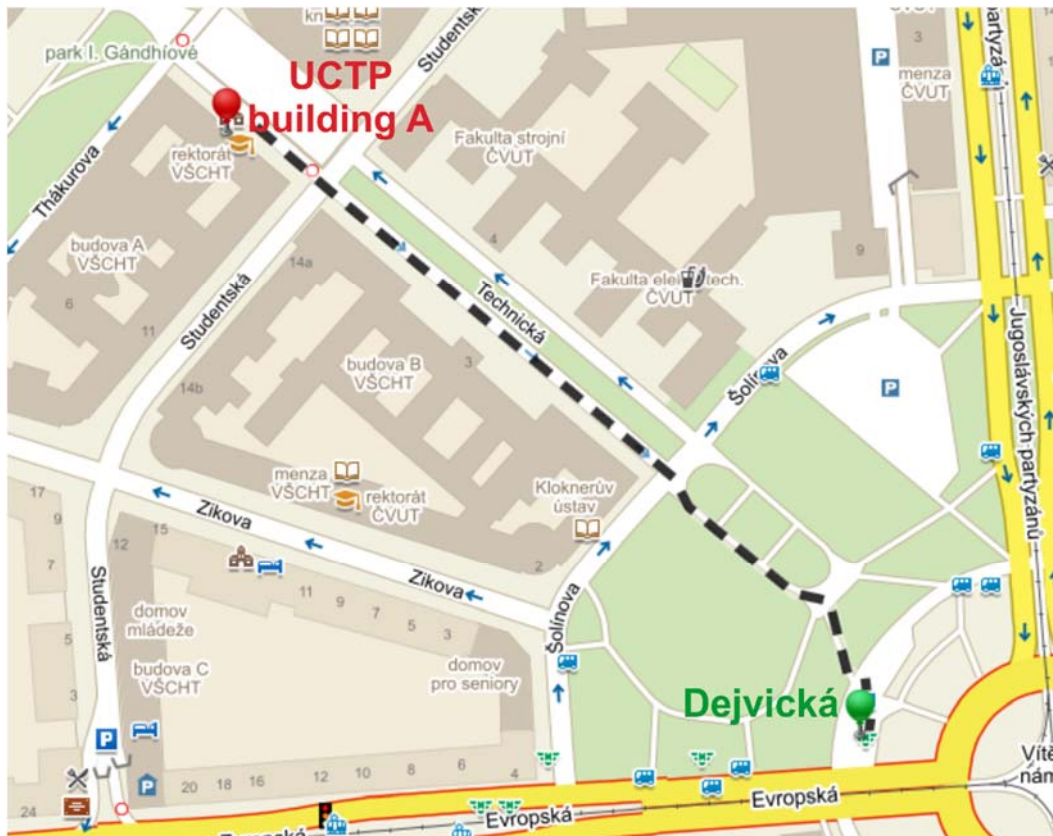 park I. Gándhíové
kn
UCTP
building A
Studentská
partyzánů
3
menza
ČVUT
ČVUT
P
Thákurova
rektorát
VŠCHT
Fakulta strojní
ČVUT
budova A
VŠCHT
6
11
14a
4
9
Fakulta elektrotech.
ČVUT
Technická
Studentská
budova B
VŠCHT
3
14b
Šolínova
P
Jugoslávských partyzánů
menza
VŠCHT
rektorát
ČVUT
Kloknerův
ústav
2
17
9
7
15
12
Zikova
Zikova
11
9
7
5
3
Studentská
domov
mládeže
budova C
VŠCHT
5
3
domov
pro seniory
Šolínova
Dejvická
P
24
20
18
16
12
10
8
6
4
Evropská
Evropská
Vítě
nám